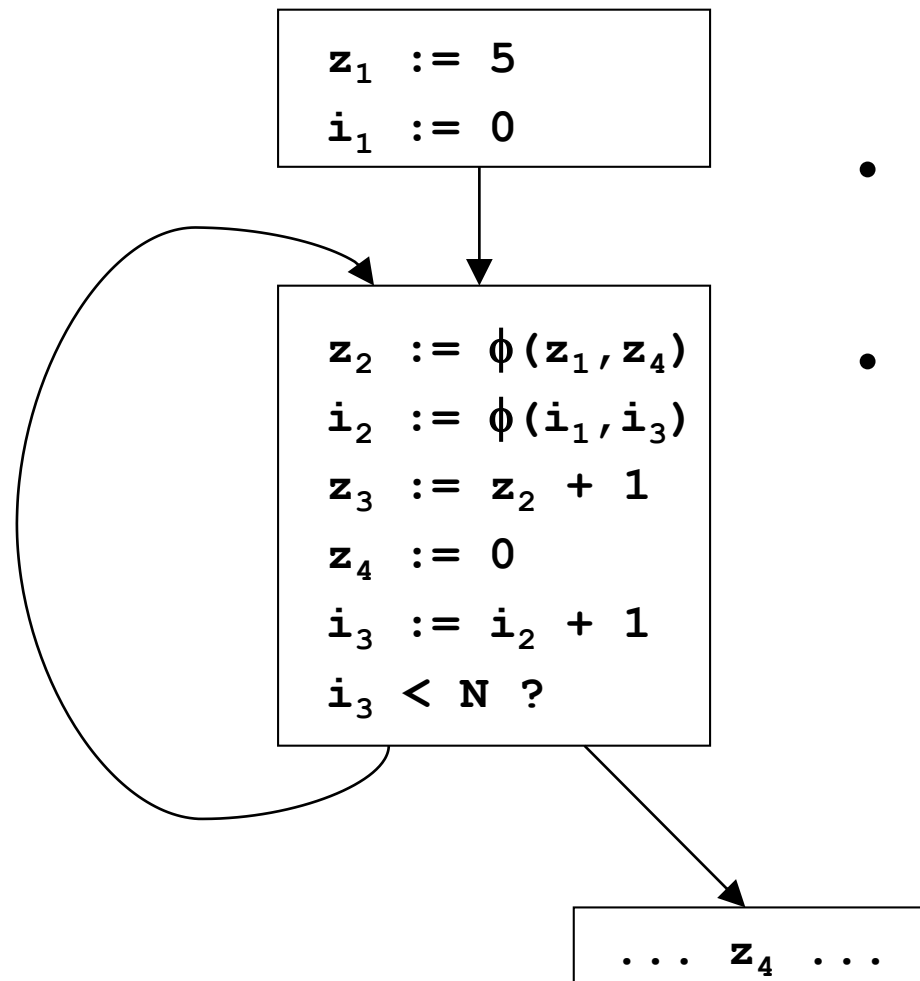 z₁ := 5
i₁ := 0
•
•
z₂ := ϕ(z₁,z₄)
i₂ := ϕ(i₁,i₃)
z₃ := z₂ + 1
z₄ := 0
i₃ := i₂ + 1
i₃ < N ?
... z₄ ...